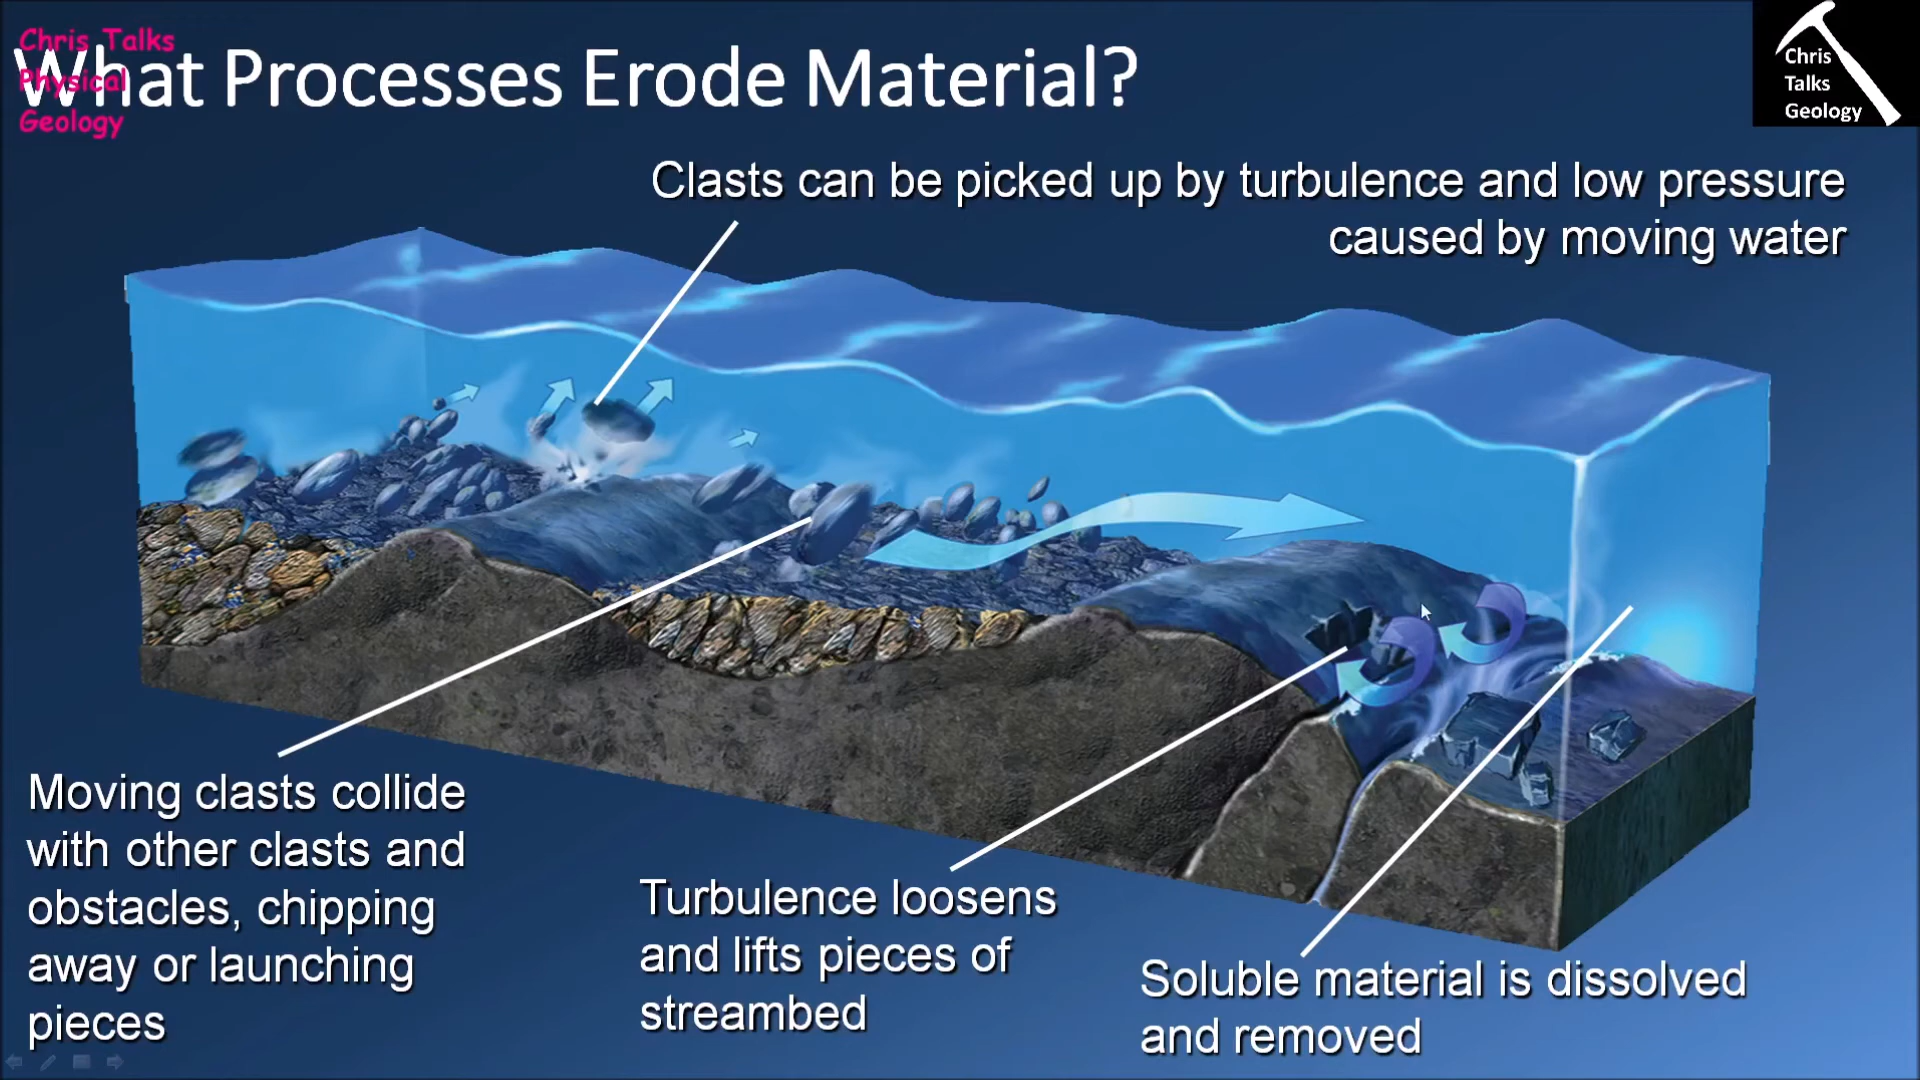 Chris Talks
Physical
Geology
What Processes Erode Material?
Chris
Talks
Geology
Clasts can be picked up by turbulence and low pressure
caused by moving water
Moving clasts collide
with other clasts and
obstacles, chipping
away or launching
pieces
Turbulence loosens
and lifts pieces of
streambed
Soluble material is dissolved
and removed